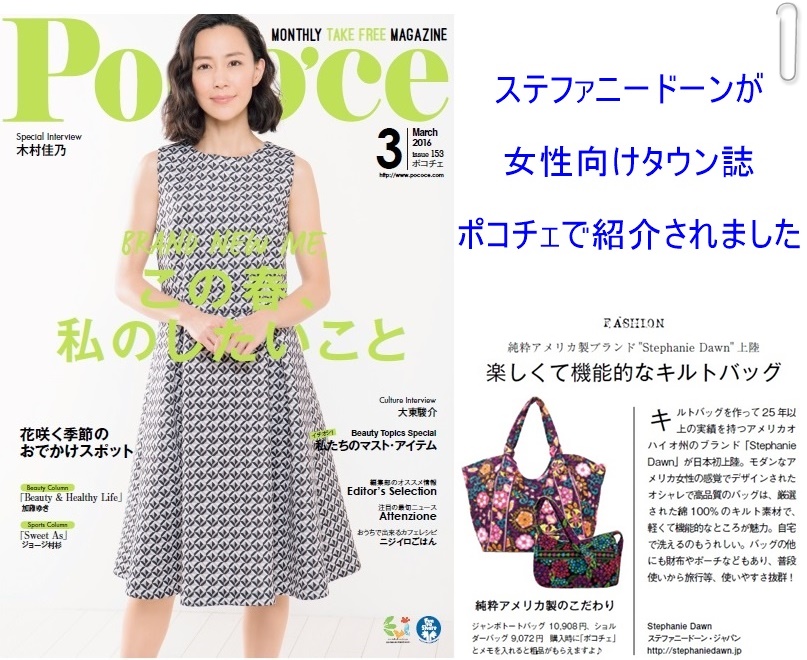 MONTHLY TAKE FREE MAGAZINE
Poco'ce
Special Interview
木村佳乃
3
March
2016
Issue 153
ポコチェ
http://www.pococe.com
BRAND NEW ME,
この春、
私のしたいこと
花咲く季節の
おでかけスポット
Beauty Column
「Beauty & Healthy Life」
加藤ゆき
Sports Column
「Sweet As」
ジョージ村杉
Culture Interview
大東駿介
Beauty Topics Special
イチオシ!
私たちのマスト・アイテム
編集部のオススメ情報
Editor's Selection
注目の最旬ニュース
Attenzione
おうちで出来るカフェレシピ
ニジイロごはん
ステファニードーンが
女性向けタウン誌
ポコチェで紹介されました
FASHION
純粋アメリカ製ブランド"Stephanie Dawn"上陸
楽しくて機能的なキルトバッグ
キルトバッグを作って25年以
上の実績を持つアメリカオ
ハイオ州のブランド「Stephanie
Dawn」が日本初上陸。モダンなア
メリカ女性の感覚でデザインされた
オシャレで高品質のバッグは、厳選
された綿100%のキルト素材で、
軽くて機能的なところが魅力。自宅
で洗えるのもうれしい。バッグの他
にも財布やポーチなどもあり、普段
使いから旅行等、使いやすさ抜群!
純粋アメリカ製のこだわり
ジャンボトートバッグ 10,908円、ショル
ダーバッグ 9,072円 購入時に「ポコチェ」
とメモを入れると粗品がもらえますよ♪
Stephanie Dawn
ステファニードーン・ジャパン
http://stephaniedawn.jp